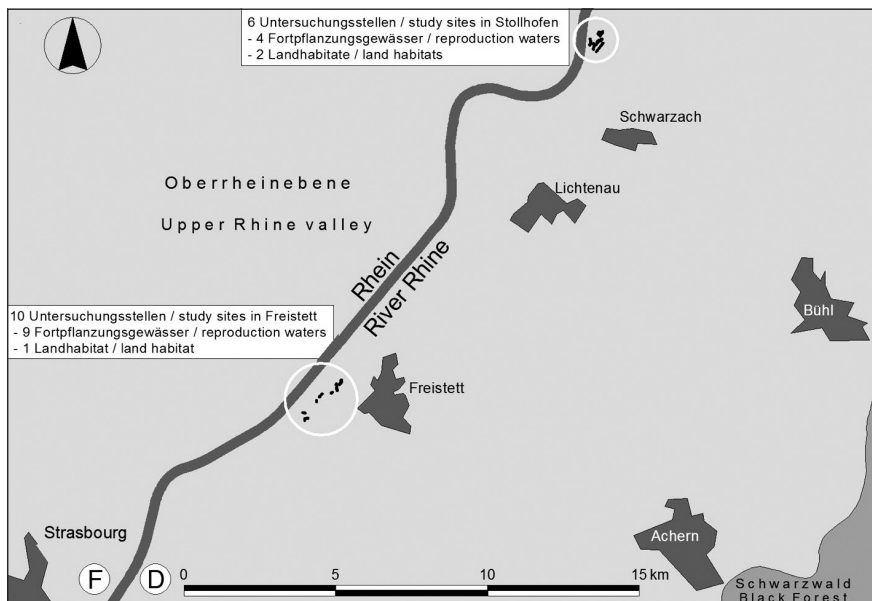 6 Untersuchungsstellen / study sites in Stollhofen
- 4 Fortpflanzungsgewässer / reproduction waters
- 2 Landhabitate / land habitats
Schwarzach
Oberrheinebene
Lichtenau
Upper Rhine valley
Rhein
River Rhine
Bühl
10 Untersuchungsstellen / study sites in Freistett
- 9 Fortpflanzungsgewässer / reproduction waters
- 1 Landhabitat / land habitat
Freistett
Strasbourg
Achern
F
D
0
5
10
15 km
Schwarzwald
Black Forest